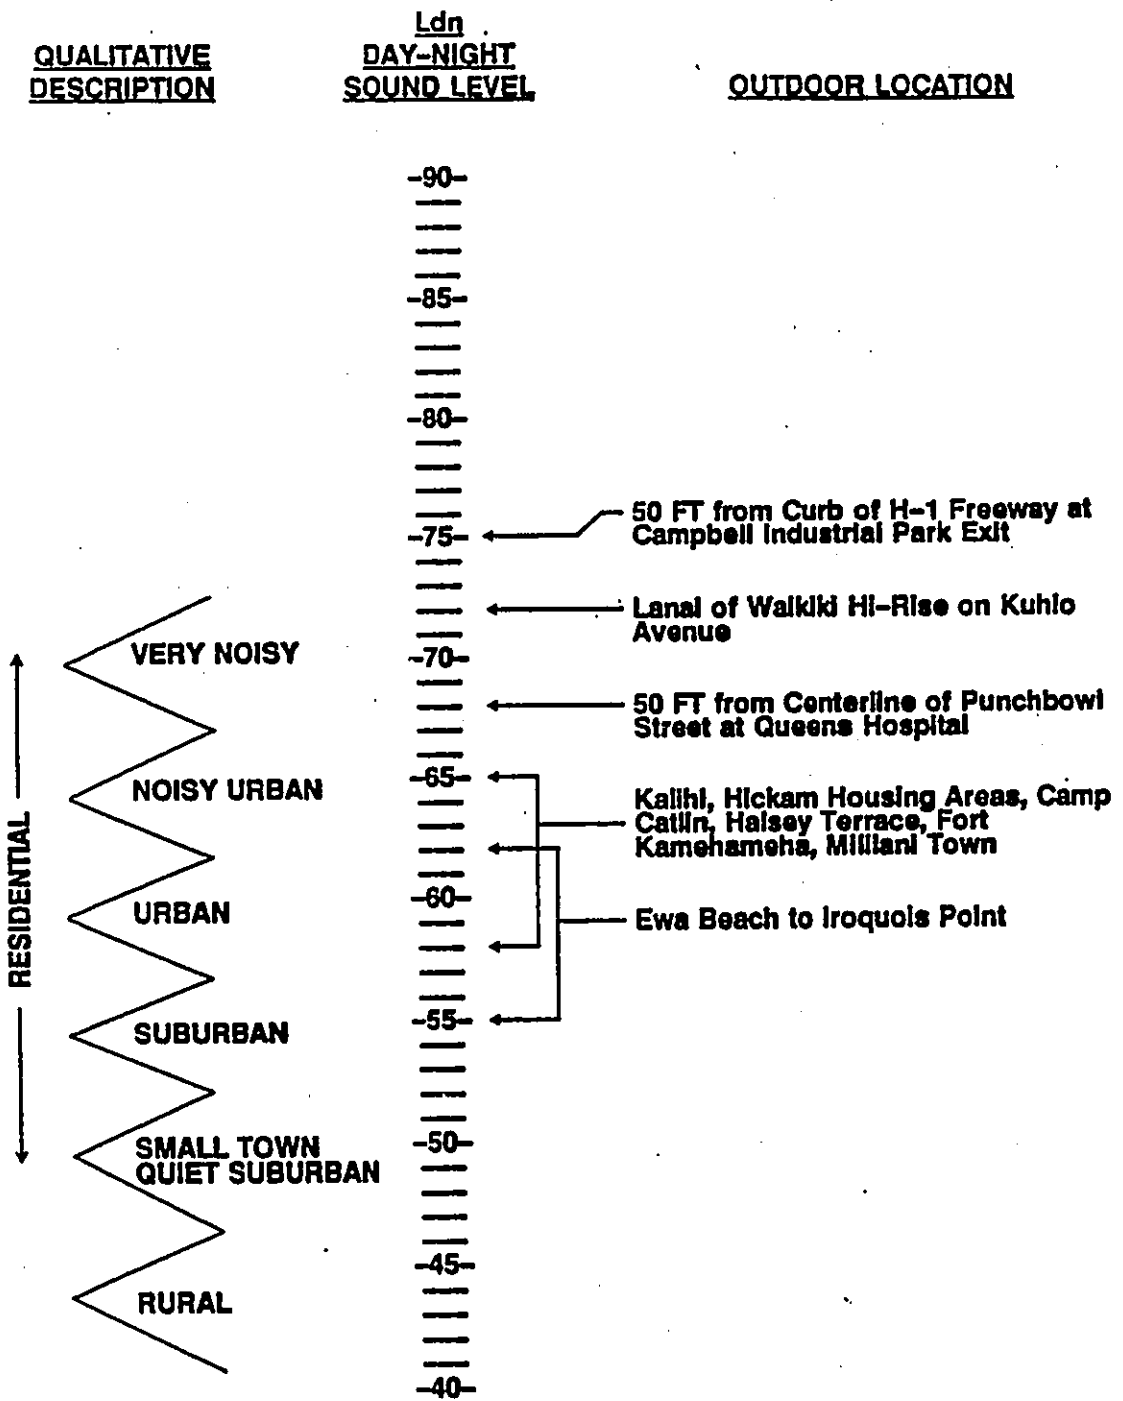 QUALITATIVE
DESCRIPTION
Ldn
DAY-NIGHT
SOUND LEVEL
OUTDOOR LOCATION
-90-
-85-
-80-
-75-
50 FT from Curb of H-1 Freeway at
Campbell Industrial Park Exit
Lanai of Waikiki Hi-Rise on Kuhio
Avenue
-70-
50 FT from Centerline of Punchbowl
Street at Queens Hospital
-65-
Kalihi, Hickam Housing Areas, Camp
Catlin, Halsey Terrace, Fort
Kamehameha, Mililani Town
-60-
Ewa Beach to Iroquois Point
-55-
-50-
-45-
-40-
RESIDENTIAL
VERY NOISY
NOISY URBAN
URBAN
SUBURBAN
SMALL TOWN
QUIET SUBURBAN
RURAL